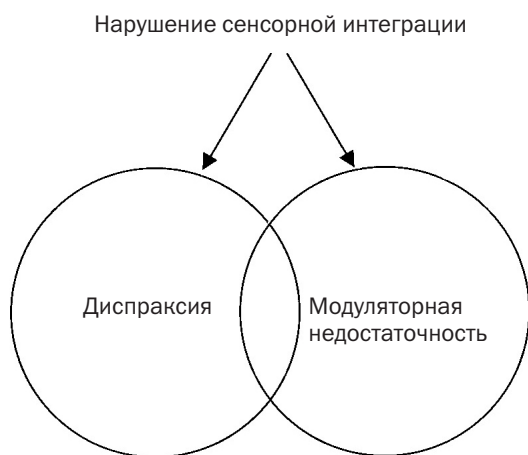 Нарушение сенсорной интеграции
Диспраксия
Модуляторная
недостаточность